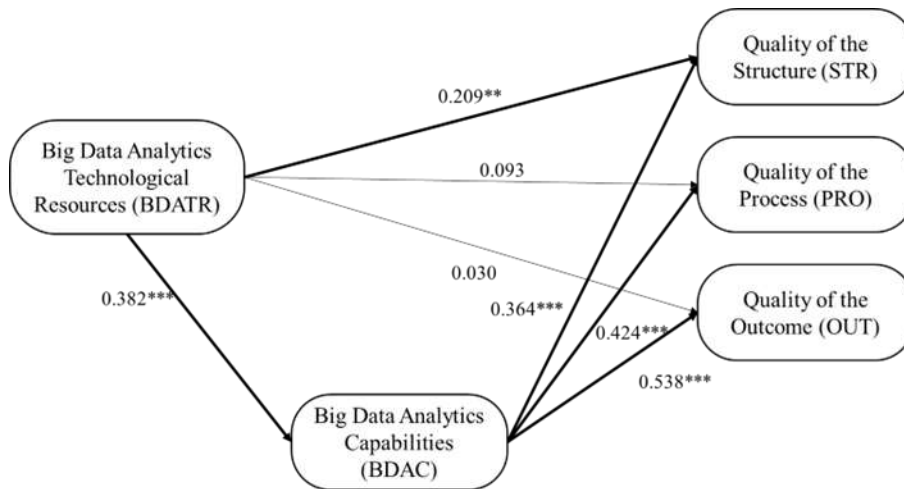 Quality of the
Structure (STR)
0.209**
Big Data Analytics
Technological
Resources (BDATR)
0.093
Quality of the
Process (PRO)
0.030
0.382***
0.364***
Quality of the
Outcome (OUT)
0.424***
0.538***
Big Data Analytics
Capabilities
(BDAC)